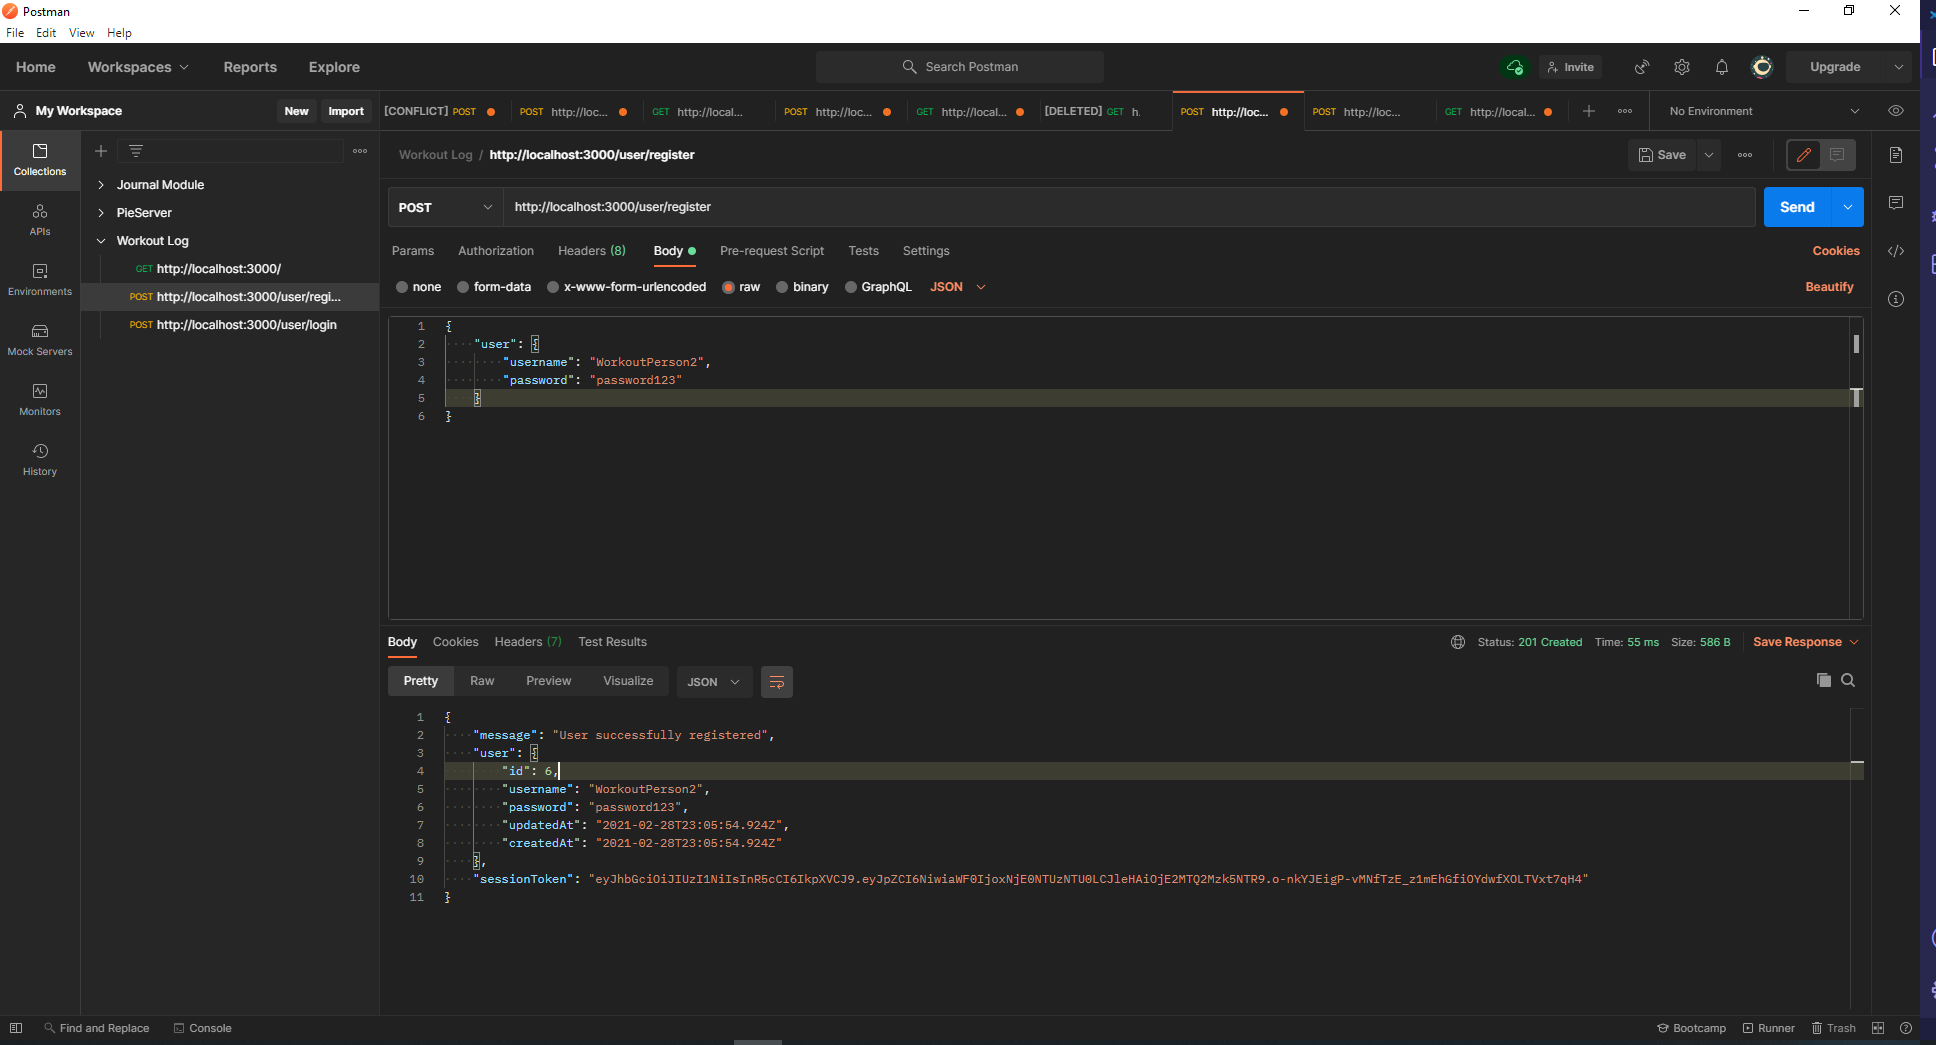 Postman
File Edit View Help
Home Workspaces Reports Explore Search Postman Invite Upgrade
My Workspace New Import [CONFLICT] POST POST http://loc... GET http://local... POST http://loc... GET http://local... [DELETED] GET h. POST http://loc... POST http://loc... GET http://local... No Environment
Collections
APIs
Environments
Mock Servers
Monitors
History
Journal Module
PieServer
Workout Log
GET http://localhost:3000/
POST http://localhost:3000/user/regi...
POST http://localhost:3000/user/login
Workout Log / http://localhost:3000/user/register Save
POST http://localhost:3000/user/register Send
Params Authorization Headers (8) Body Pre-request Script Tests Settings Cookies
none form-data x-www-form-urlencoded raw binary GraphQL JSON Beautify
1 {
2 "user": {
3 "username": "WorkoutPerson2",
4 "password": "password123"
5 }
6 }
Body Cookies Headers (7) Test Results Status: 201 Created Time: 55 ms Size: 586 B Save Response
Pretty Raw Preview Visualize JSON
1 {
2 "message": "User successfully registered",
3 "user": {
4 "id": 6,
5 "username": "WorkoutPerson2",
6 "password": "password123",
7 "updatedAt": "2021-02-28T23:05:54.924Z",
8 "createdAt": "2021-02-28T23:05:54.924Z"
9 },
10 "sessionToken": "eyJhbGciOiJIUzI1NiIsInR5cCI6IkpXVCJ9.eyJpZCI6NiwiaWF0IjoxNjE0NTUzNTU0LCJleHAiOjE2MTQ2Mzk5NTR9.o-nkYJEigP-vMNfTzE_z1mEhGfiOYdwfXOLTVxt7qH4"
11 }
Find and Replace Console Bootcamp Runner Trash